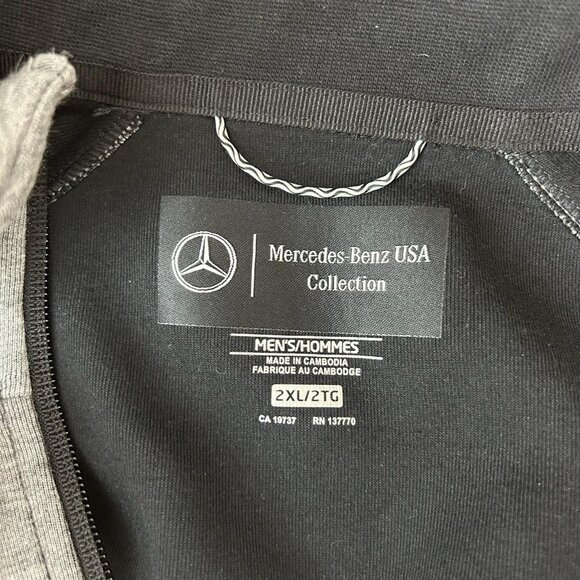 Mercedes-Benz USA
Collection
MEN'S/HOMMES
MADE IN CAMBODIA
FABRIQUE AU CAMBODGE
2XL/2TG
CA 19737 RN 137770